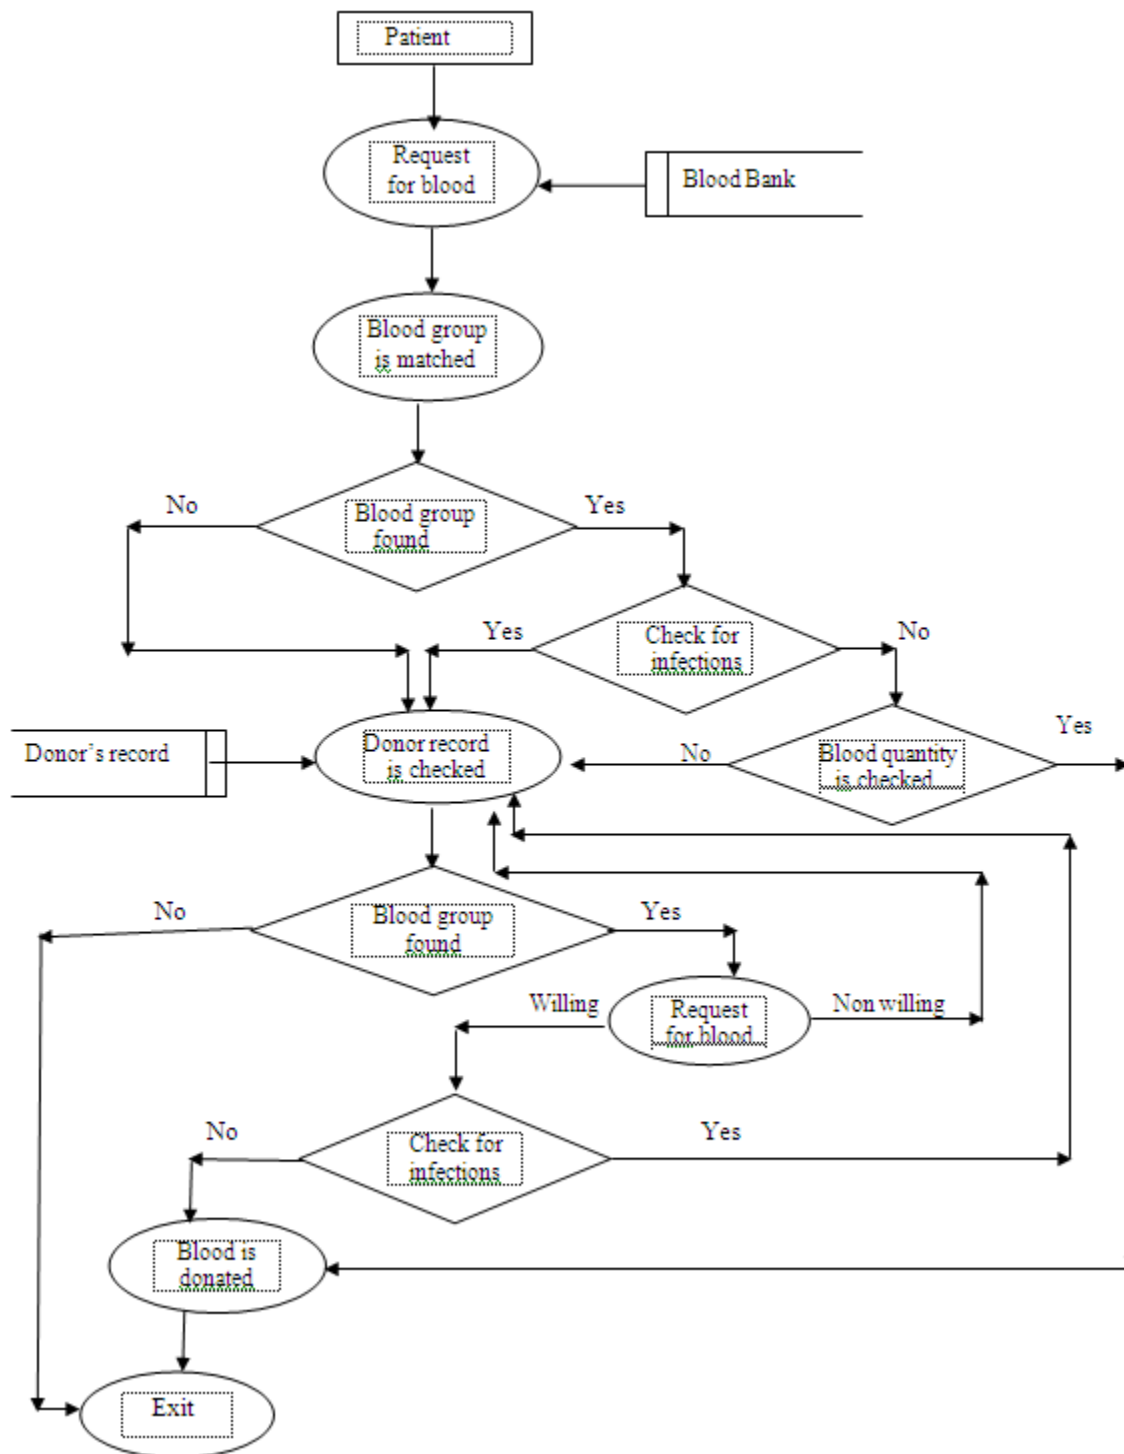 Patient
Request
for blood
Blood Bank
Blood group
is matched
No
Yes
Blood group
found
Yes
Check for
infections
No
Donor's record
Donor record
is checked
No
Blood quantity
is checked
Yes
No
Blood group
found
Yes
Willing
Request
for blood
Non willing
No
Check for
infections
Yes
Blood is
donated
Exit